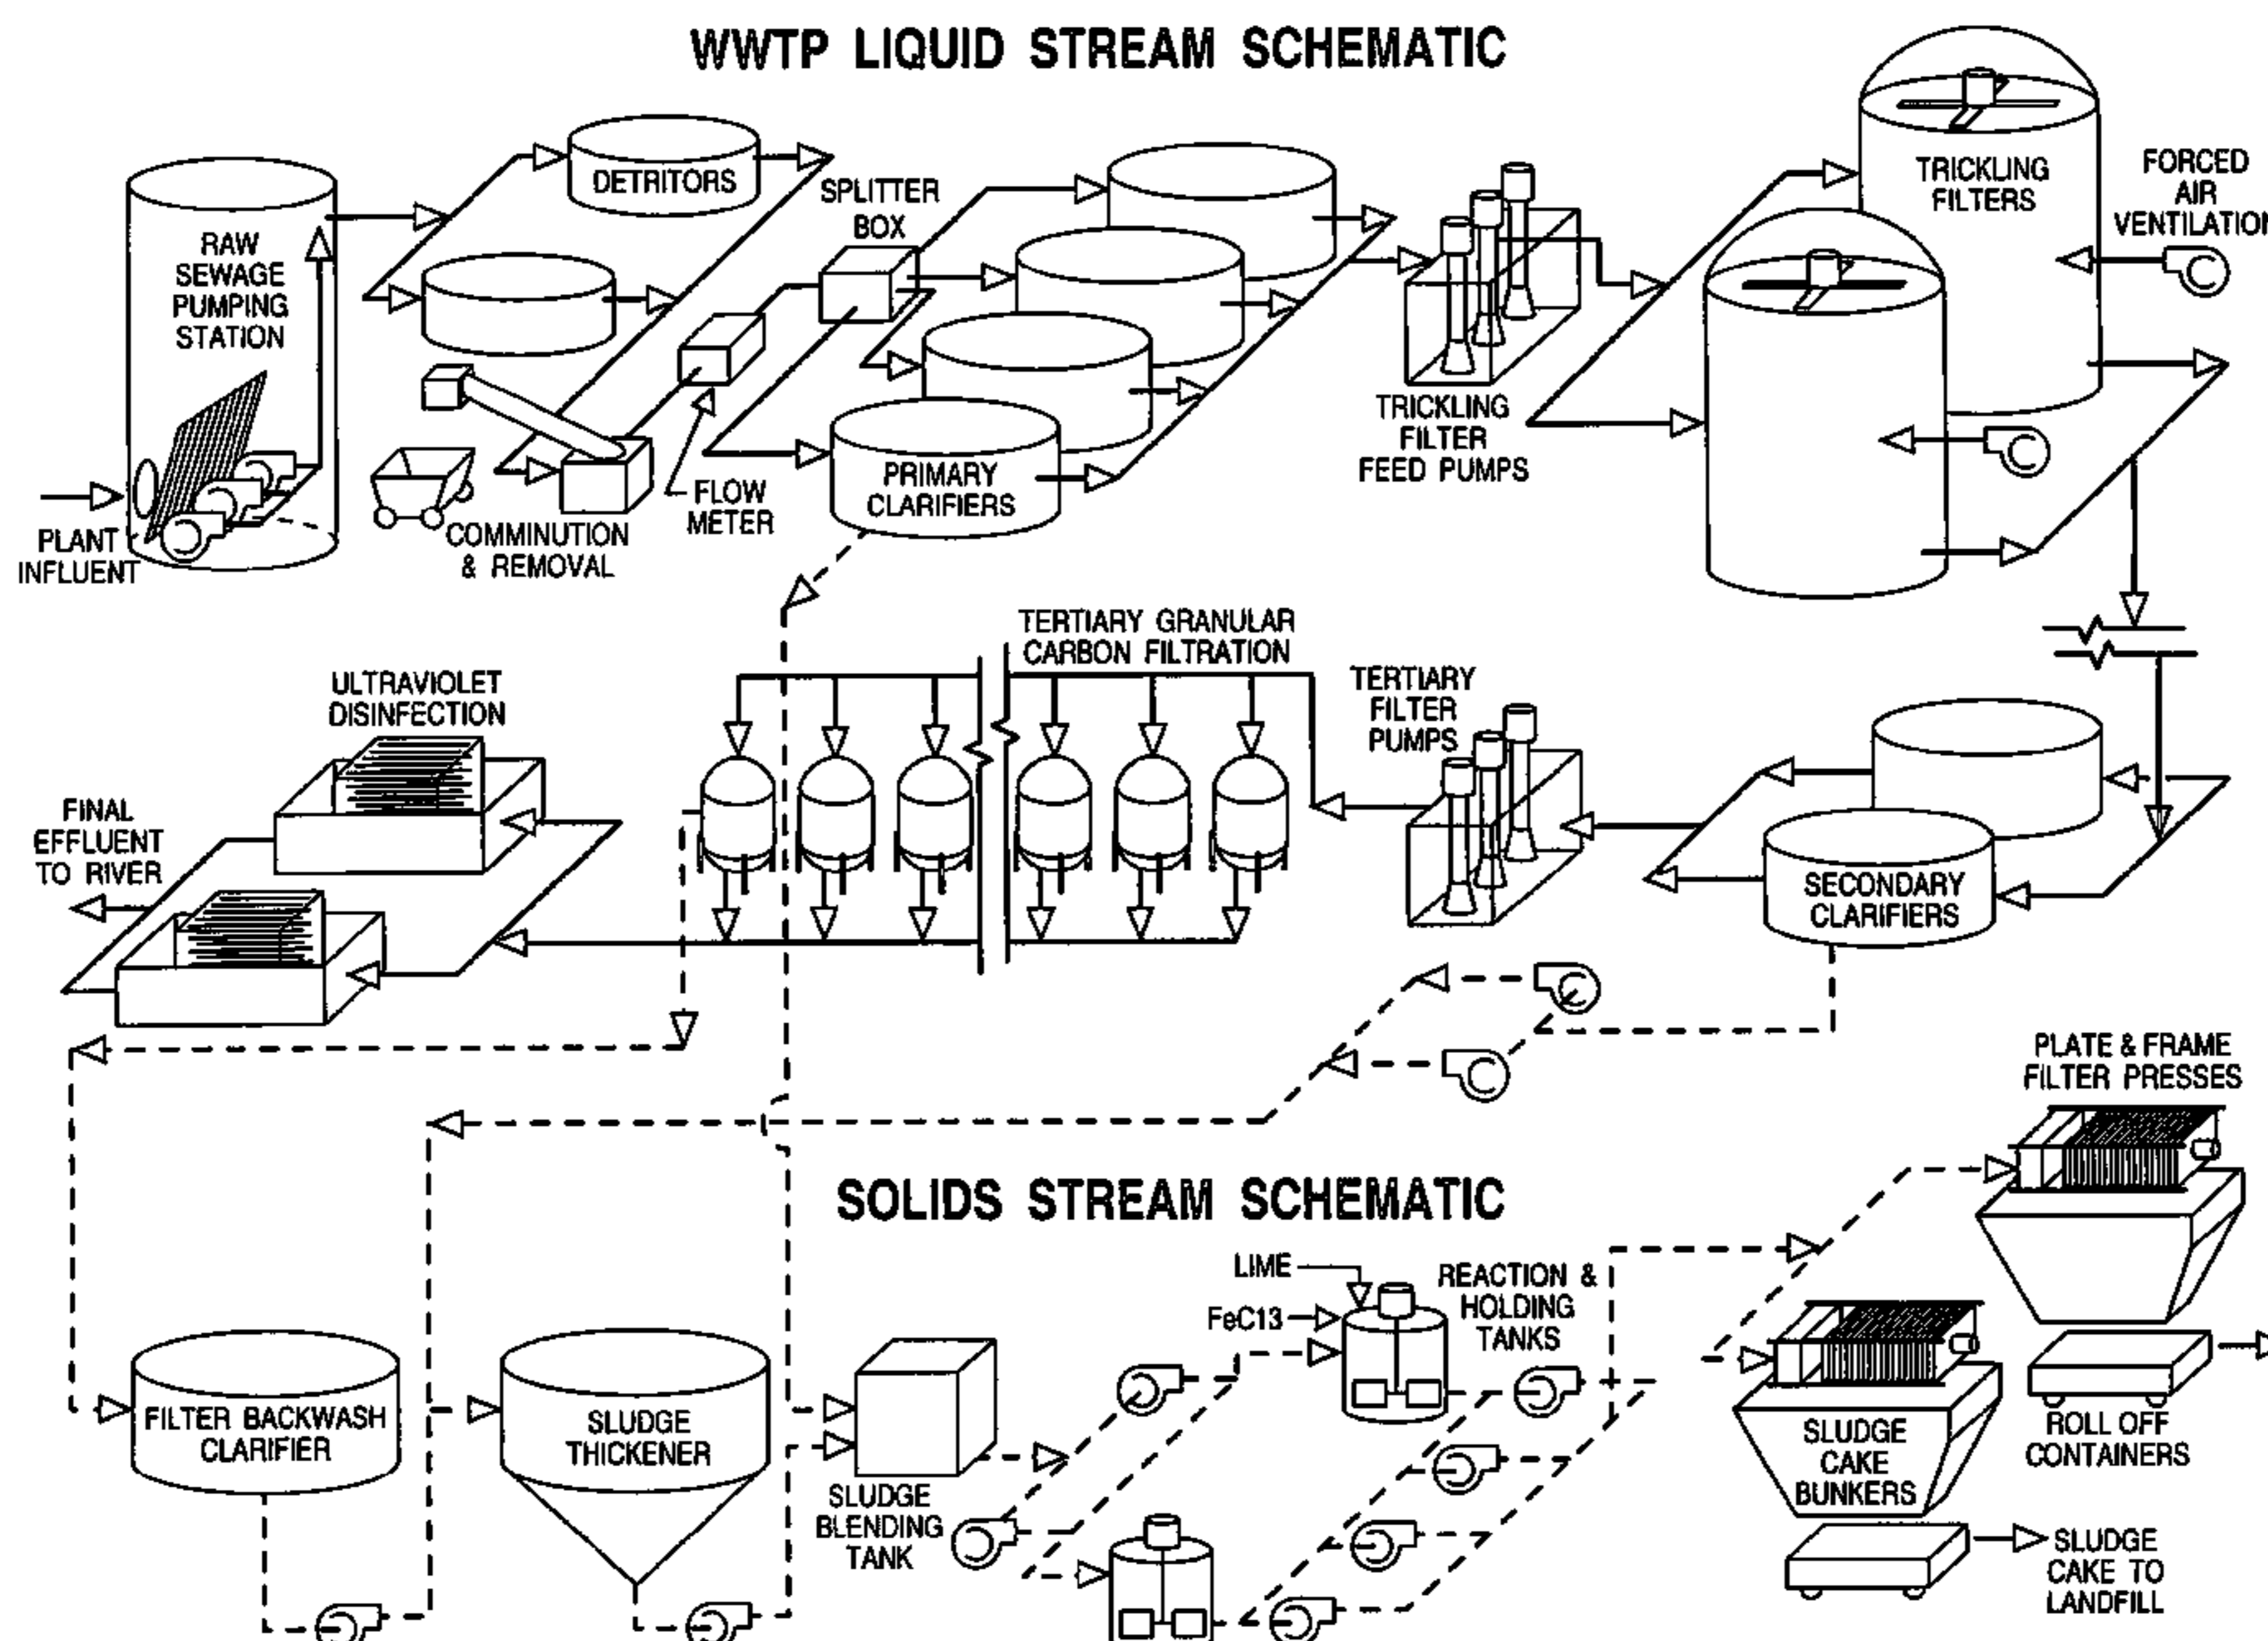 WWTP LIQUID STREAM SCHEMATIC
RAW
SEWAGE
PUMPING
STATION
PLANT
INFLUENT
DETRITORS
COMMINUTION
& REMOVAL
SPLITTER
BOX
FLOW
METER
PRIMARY
CLARIFIERS
TRICKLING
FILTER
FEED PUMPS
TRICKLING
FILTERS
FORCED
AIR
VENTILATION
SECONDARY
CLARIFIERS
TERTIARY
FILTER
PUMPS
TERTIARY GRANULAR
CARBON FILTRATION
ULTRAVIOLET
DISINFECTION
FINAL
EFFLUENT
TO RIVER
SOLIDS STREAM SCHEMATIC
FILTER BACKWASH
CLARIFIER
SLUDGE
THICKENER
SLUDGE
BLENDING
TANK
LIME
FeC13
REACTION &
HOLDING
TANKS
PLATE & FRAME
FILTER PRESSES
SLUDGE
CAKE
BUNKERS
ROLL OFF
CONTAINERS
SLUDGE
CAKE TO
LANDFILL